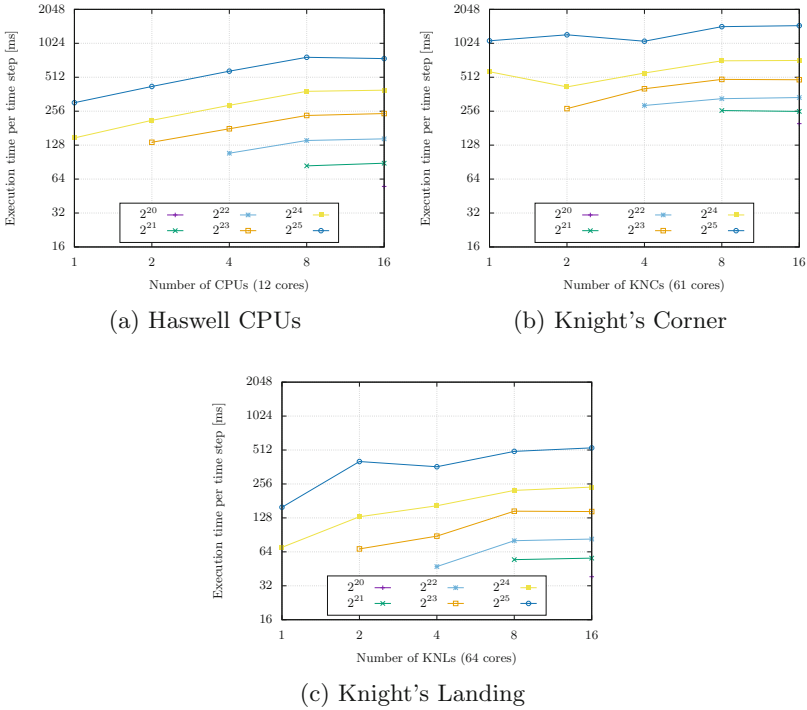 2048
1024
512
256
128
64
32
16
Execution time per time step [ms]
2^20 2^22 2^24
2^21 2^23 2^25
1 2 4 8 16
Number of CPUs (12 cores)
(a) Haswell CPUs
2048
1024
512
256
128
64
32
16
Execution time per time step [ms]
2^20 2^22 2^24
2^21 2^23 2^25
1 2 4 8 16
Number of KNCs (61 cores)
(b) Knight's Corner
2048
1024
512
256
128
64
32
16
Execution time per time step [ms]
2^20 2^22 2^24
2^21 2^23 2^25
1 2 4 8 16
Number of KNLs (64 cores)
(c) Knight's Landing